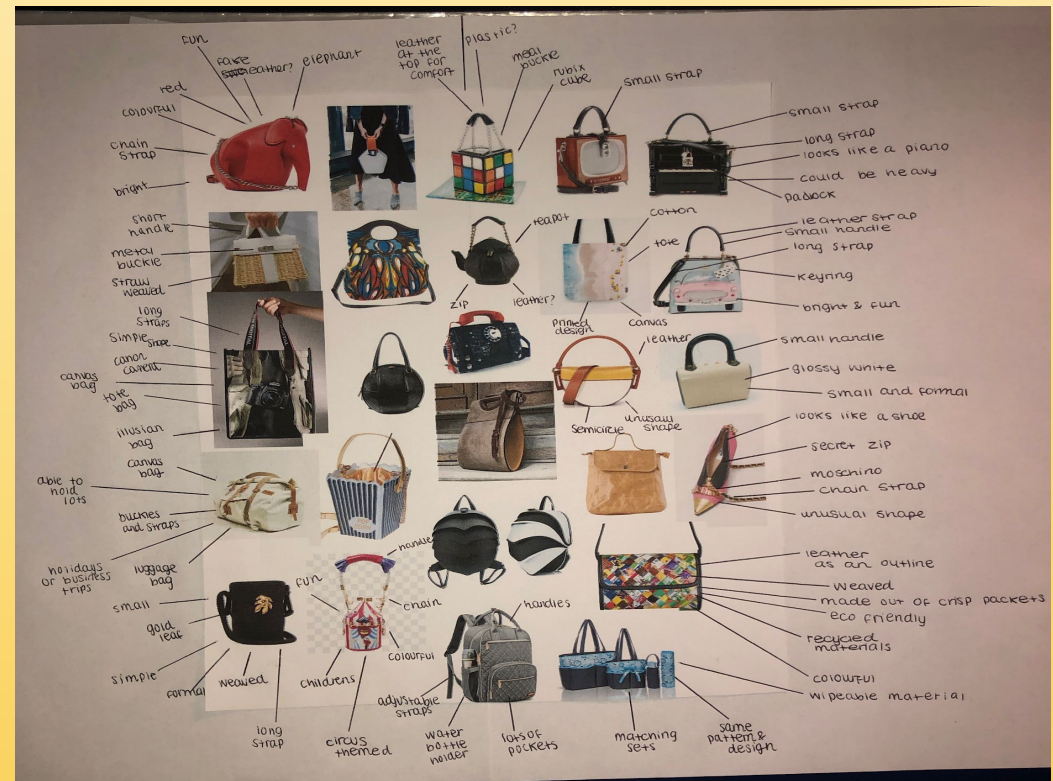 fun
fake
leather?
elephant
red
colourful
chain
strap
bright
leather
at the
top for
comfort
plastic?
meal
buckle
rubix
cube
small strap
small strap
long strap
looks like a piano
could be heavy
padlock
short
handle
metal
buckle
straw
weaved
teapot
zip
leather?
cotton
tote
printed
design
canvas
leather strap
small handle
long strap
keyring
bright & fun
long
straps
simple shape
canon
camera
canvas
bag
tote
bag
illusian
bag
leather
semicircle
unusual
shape
small handle
glossy white
small and formal
looks like a shoe
secret zip
moschino
chain strap
unusual shape
canvas
bag
able to
hold
lots
buckles
and straps
holidays
or business
trips
luggage
bag
small
gold
leaf
simple
formal
weaved
long
strap
handle
fun
chain
colourful
childrens
circus
themed
handles
adjustable
straps
water
bottle
holder
lots of
pockets
leather
as an outline
weaved
made out of crisp packets
eco friendly
recycled
materials
colourful
wipeable material
matching
sets
same
pattern &
design